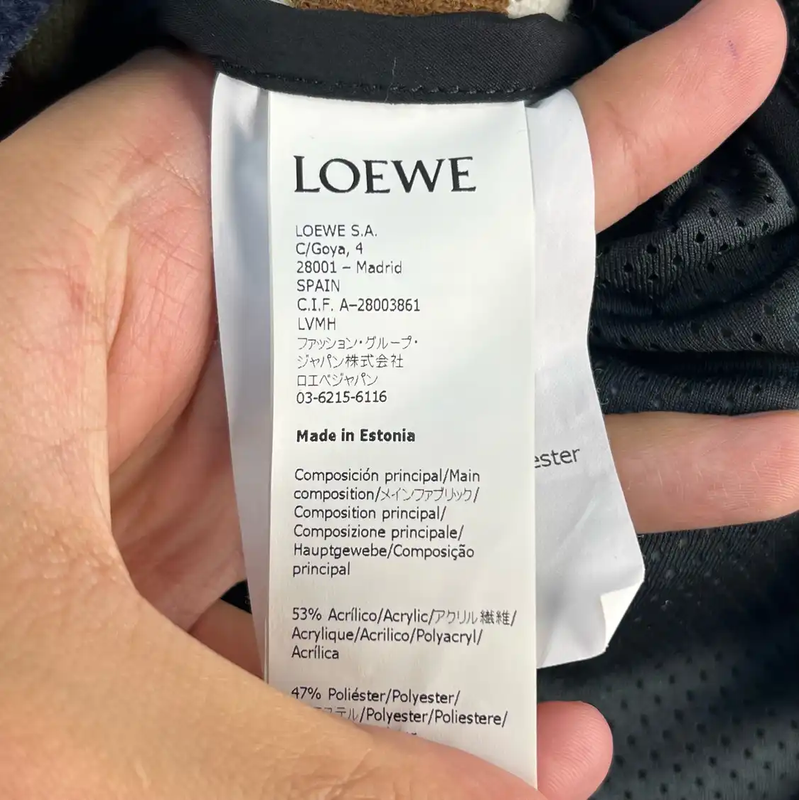 LOEWE
LOEWE S.A.
C/Goya, 4
28001 – Madrid
SPAIN
C.I.F. A–28003861
LVMH
ファッション・グループ・
ジャパン株式会社
ロエベジャパン
03-6215-6116
Made in Estonia
Composición principal/Main
composition/メインファブリック/
Composition principal/
Composizione principale/
Hauptgewebe/Composição
principal
53% Acrílico/Acrylic/アクリル繊維/
Acrylique/Acrilico/Polyacryl/
Acrílica
47% Poliéster/Polyester/
ステル/Polyester/Poliestere/
ester